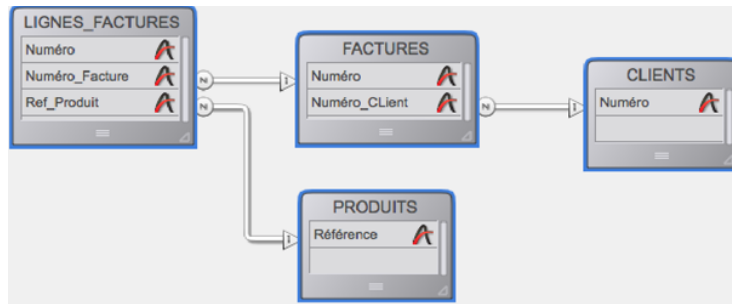 LIGNES_FACTURES
Numéro
Numéro_Facture
Ref_Produit
N
N
FACTURES
1
Numéro
Numéro_CLient
N
CLIENTS
1
Numéro
PRODUITS
1
Référence